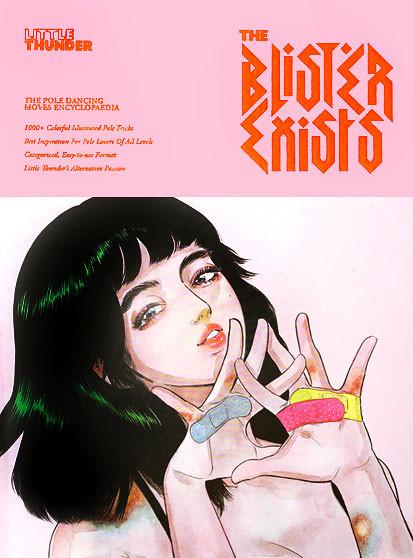 LITTLE
THUNDER
THE
BLISTER
EXISTS
THE POLE DANCING
MOVES ENCYCLOPAEDIA
1000+ Colorful Illustrated Pole Tricks
Best Inspiration For Pole Lovers Of All Levels
Categorized, Easy-to-use Format
Little Thunder's Alternative Passion